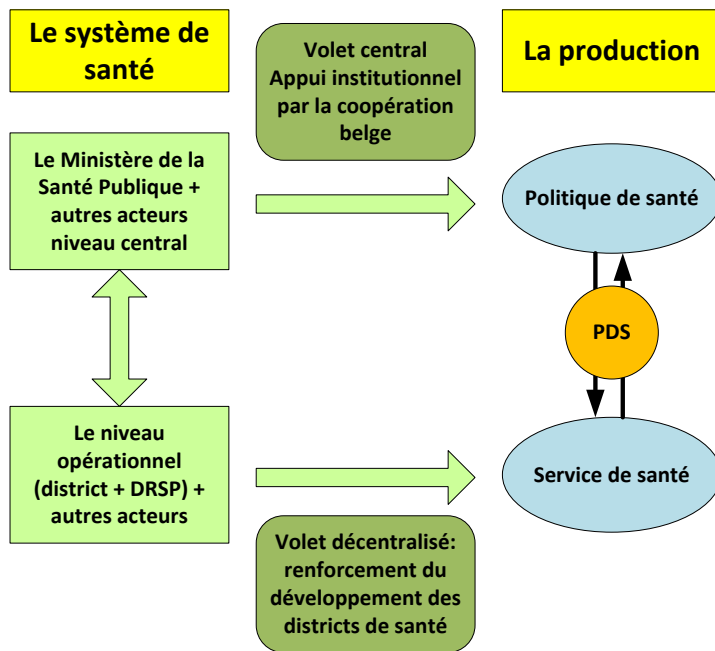 Le système de
santé
Volet central
Appui institutionnel
par la coopération
belge
La production
Le Ministère de la
Santé Publique +
autres acteurs
niveau central
Politique de santé
PDS
Le niveau
opérationnel
(district + DRSP) +
autres acteurs
Service de santé
Volet décentralisé:
renforcement du
développement des
districts de santé